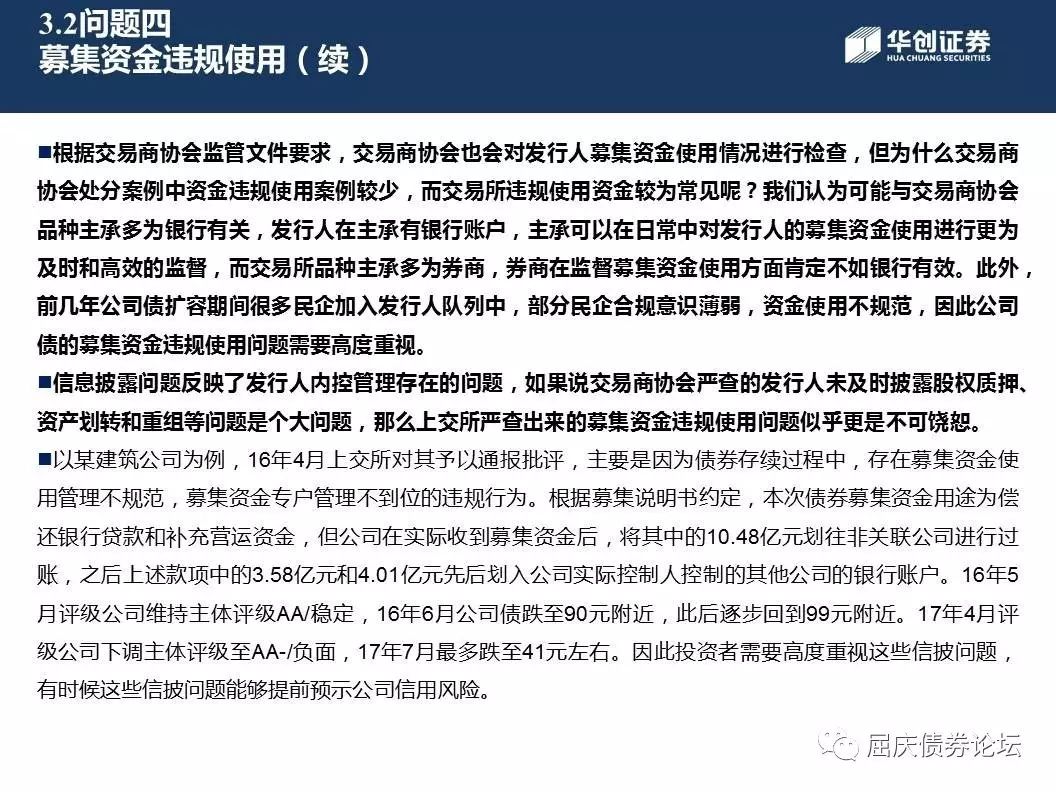 3.2问题四
募集资金违规使用（续）
华创证券
HUA CHUANG SECURITIES
■根据交易商协会监管文件要求，交易商协会也会对发行人募集资金使用情况进行检查，但为什么交易商
协会处分案例中资金违规使用案例较少，而交易所违规使用资金较为常见呢？我们认为可能与交易商协会
品种主承多为银行有关，发行人在主承有银行账户，主承可以在日常中对发行人的募集资金使用进行更为
及时和高效的监督，而交易所品种主承多为券商，券商在监督募集资金使用方面肯定不如银行有效。此外，
前几年公司债扩容期间很多民企加入发行人队列中，部分民企合规意识薄弱，资金使用不规范，因此公司
债的募集资金违规使用问题需要高度重视。
■信息披露问题反映了发行人内控管理存在的问题，如果说交易商协会严查的发行人未及时披露股权质押、
资产划转和重组等问题是个大问题，那么上交所严查出来的募集资金违规使用问题似乎更是不可饶恕。
■以某建筑公司为例，16年4月上交所对其予以通报批评，主要是因为债券存续过程中，存在募集资金使
用管理不规范，募集资金专户管理不到位的违规行为。根据募集说明书约定，本次债券募集资金用途为偿
还银行贷款和补充营运资金，但公司在实际收到募集资金后，将其中的10.48亿元划往非关联公司进行过
账，之后上述款项中的3.58亿元和4.01亿元先后划入公司实际控制人控制的其他公司的银行账户。16年5
月评级公司维持主体评级AA/稳定，16年6月公司债跌至90元附近，此后逐步回到99元附近。17年4月评
级公司下调主体评级至AA-/负面，17年7月最多跌至41元左右。因此投资者需要高度重视这些信披问题，
有时候这些信披问题能够提前预示公司信用风险。
屈庆债券论坛